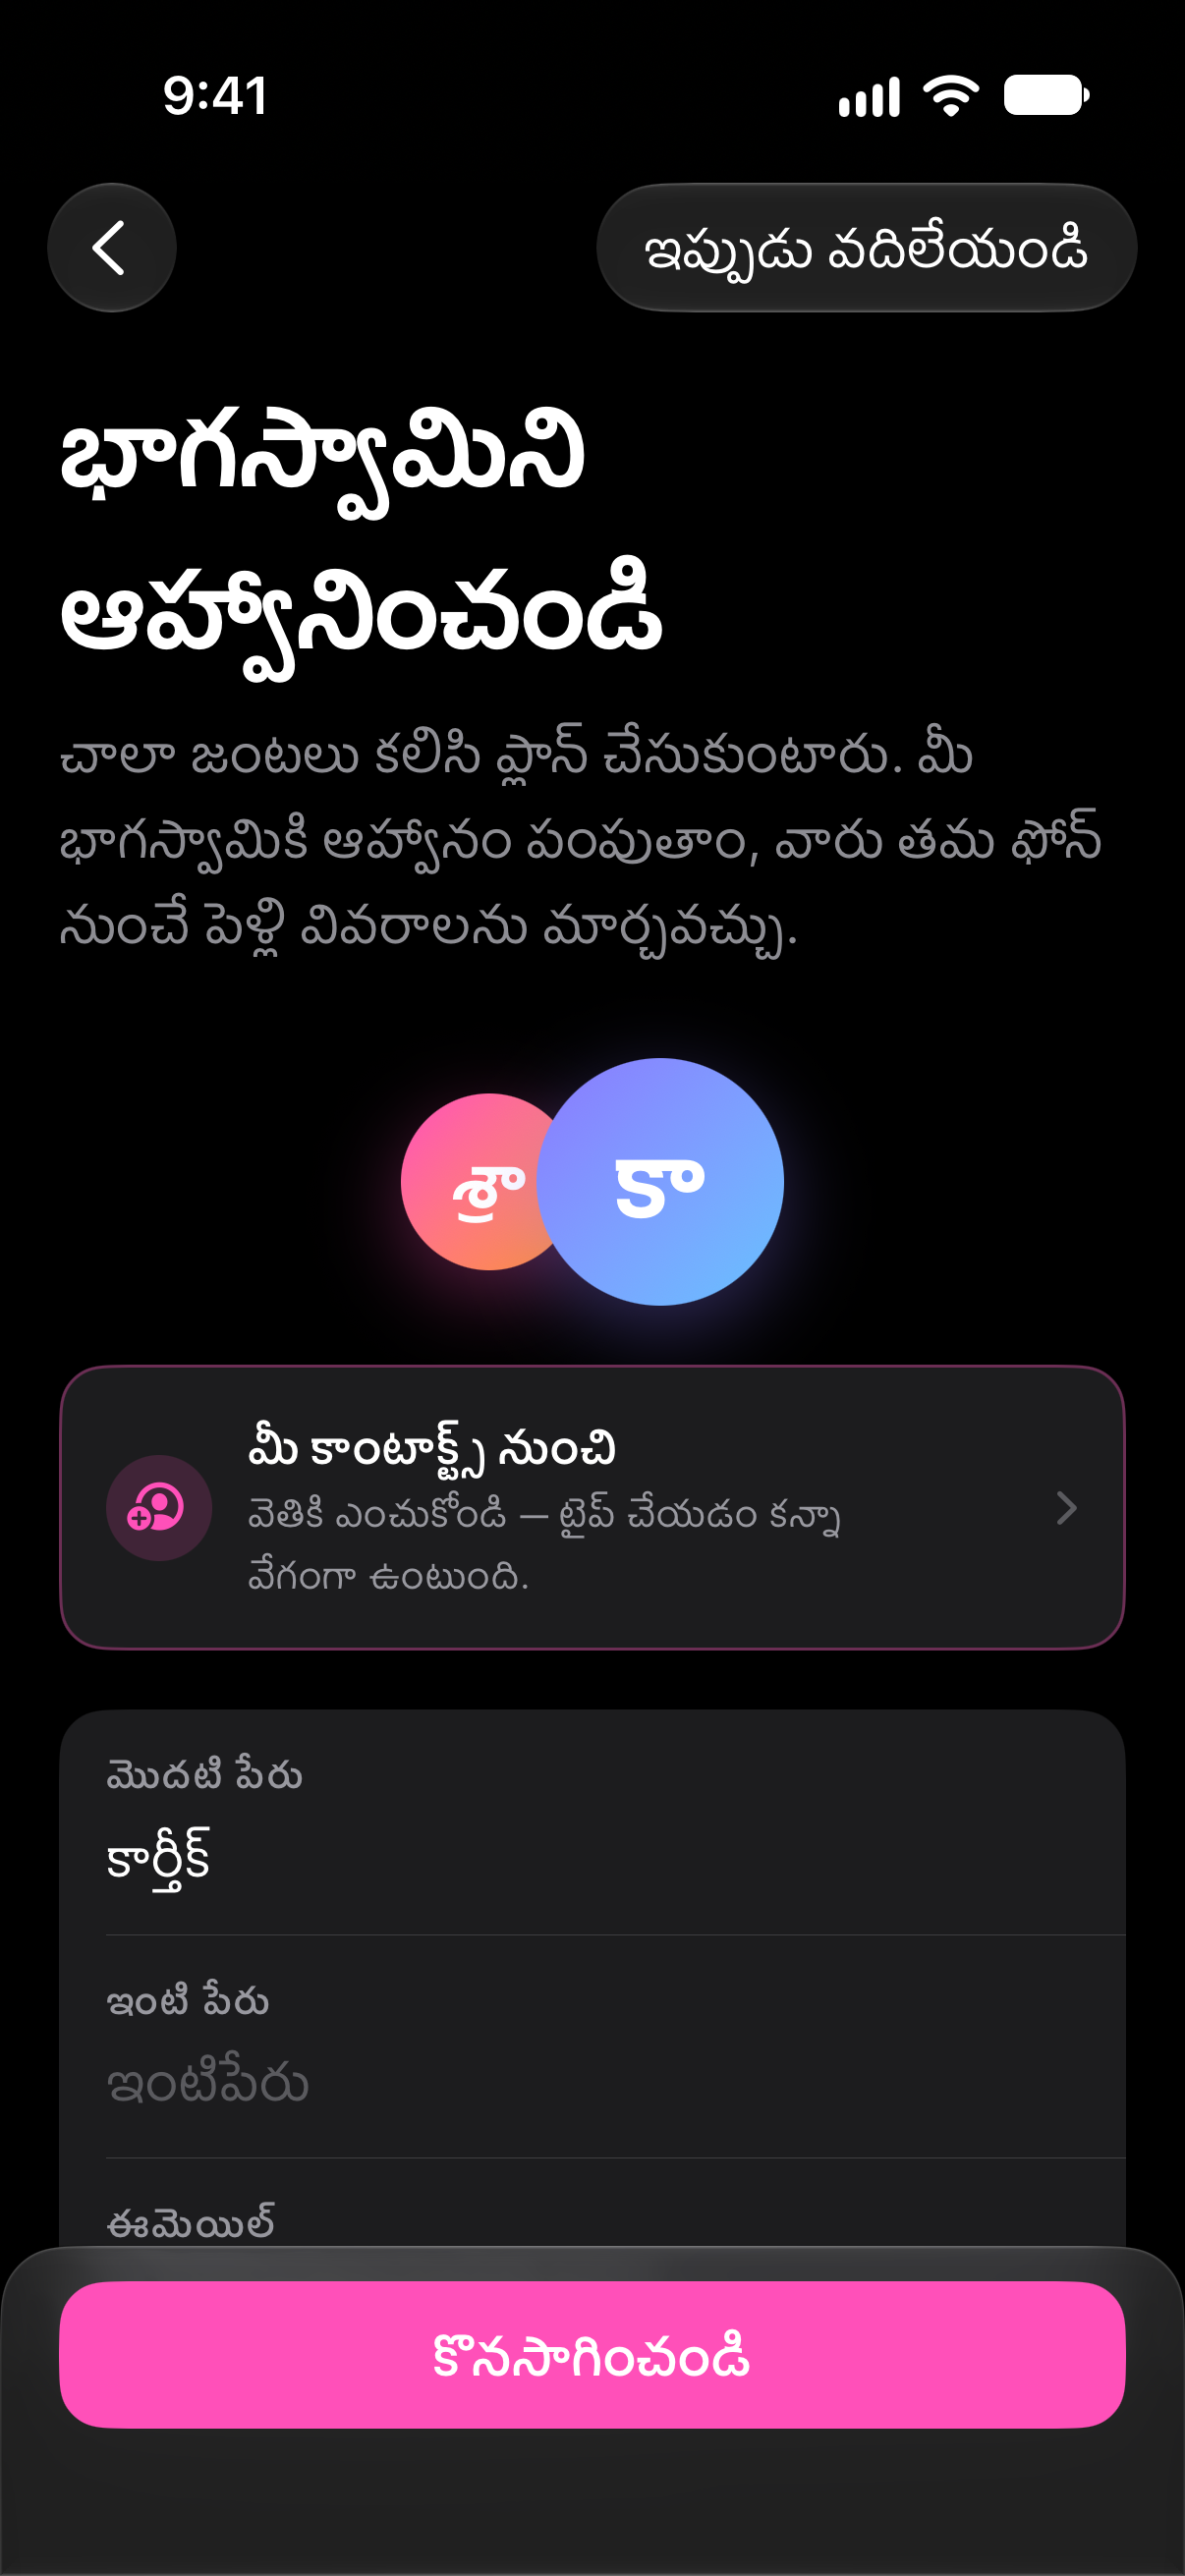 9:41
ఇప్పుడు వదిలేయండి
భాగస్వామిని
ఆహ్వానించండి
చాలా జంటలు కలిసి ప్లాన్ చేసుకుంటారు. మీ
భాగస్వామికి ఆహ్వానం పంపుతాం, వారు తమ ఫోన్
నుంచే పెళ్లి వివరాలను మార్చవచ్చు.
శ్రా
కా
మీ కాంటాక్ట్స్ నుంచి
వెతికి ఎంచుకోండి — టైప్ చేయడం కన్నా
వేగంగా ఉంటుంది.
మొదటి పేరు
కార్తీక్
ఇంటి పేరు
ఇంటిపేరు
ఈమెయిల్
కొనసాగించండి